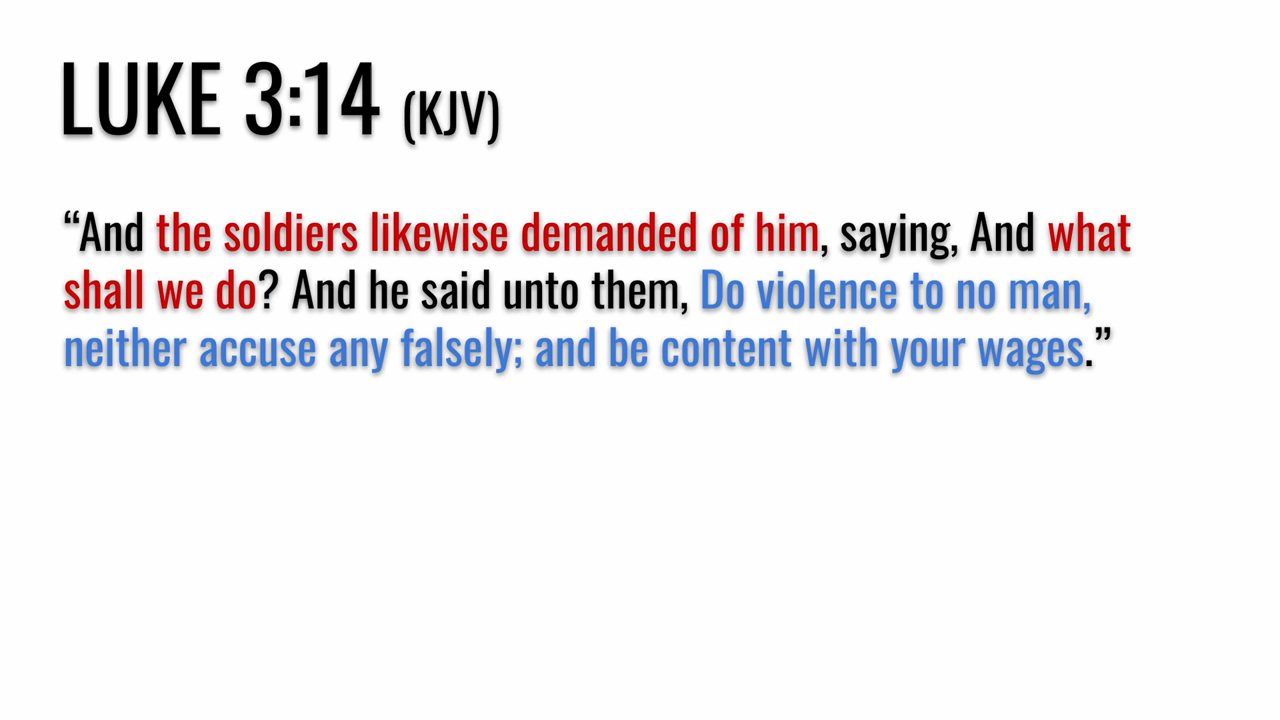 LUKE 3:14 (KJV)
“And the soldiers likewise demanded of him, saying, And what
shall we do? And he said unto them, Do violence to no man,
neither accuse any falsely; and be content with your wages.”